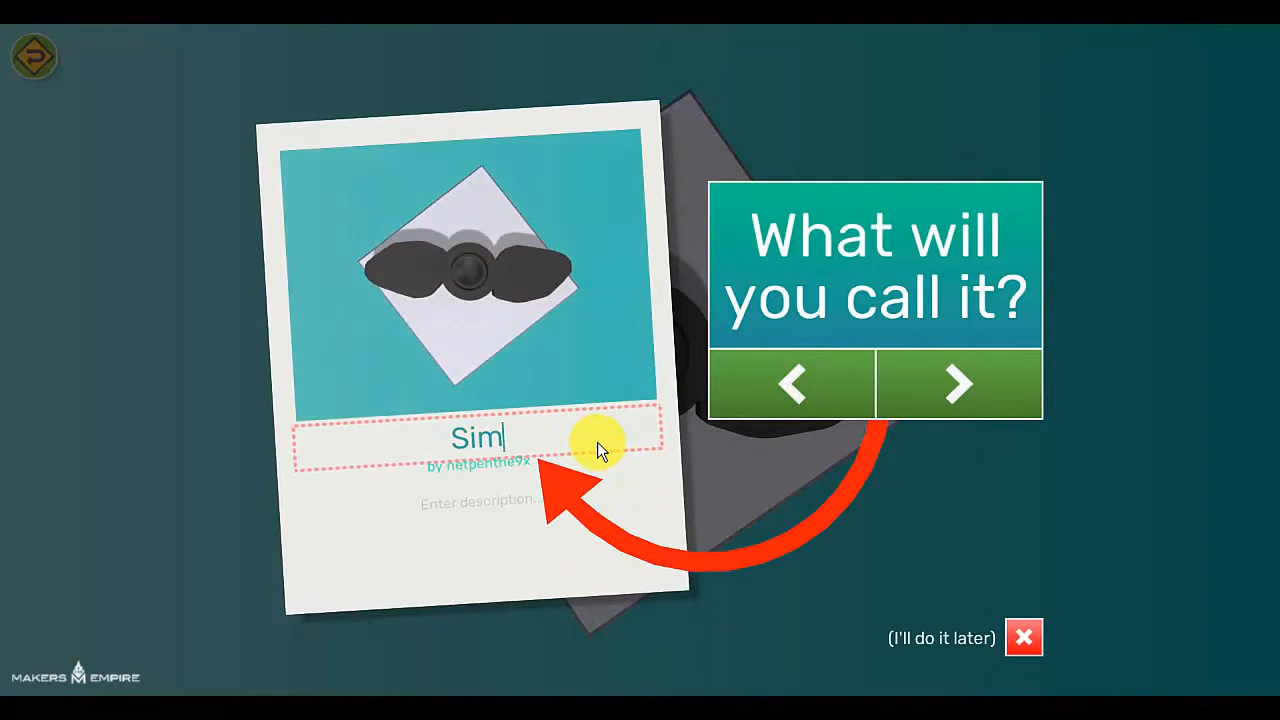 What will
you call it?
Sim
by netpenthe9x
Enter description...
(I'll do it later)
MAKERS EMPIRE